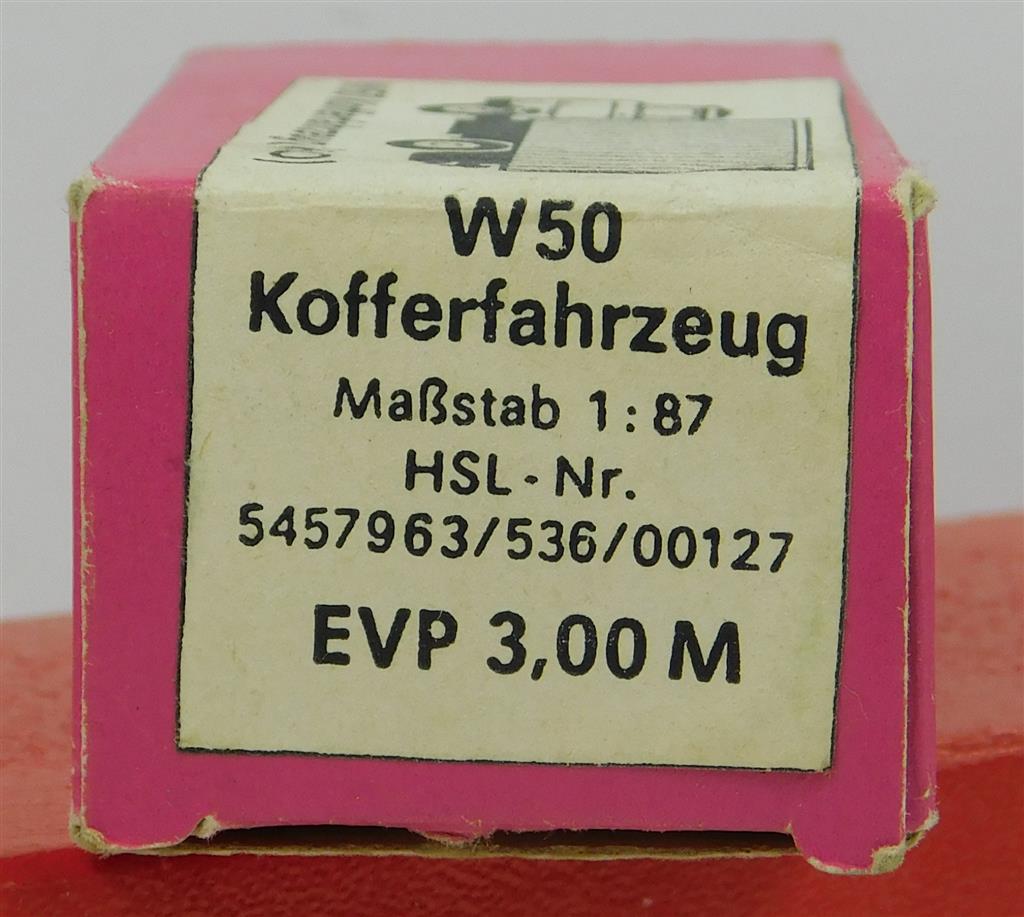 W50
Kofferfahrzeug
Maßstab 1:87
HSL-Nr.
5457963/536/00127
EVP 3,00 M